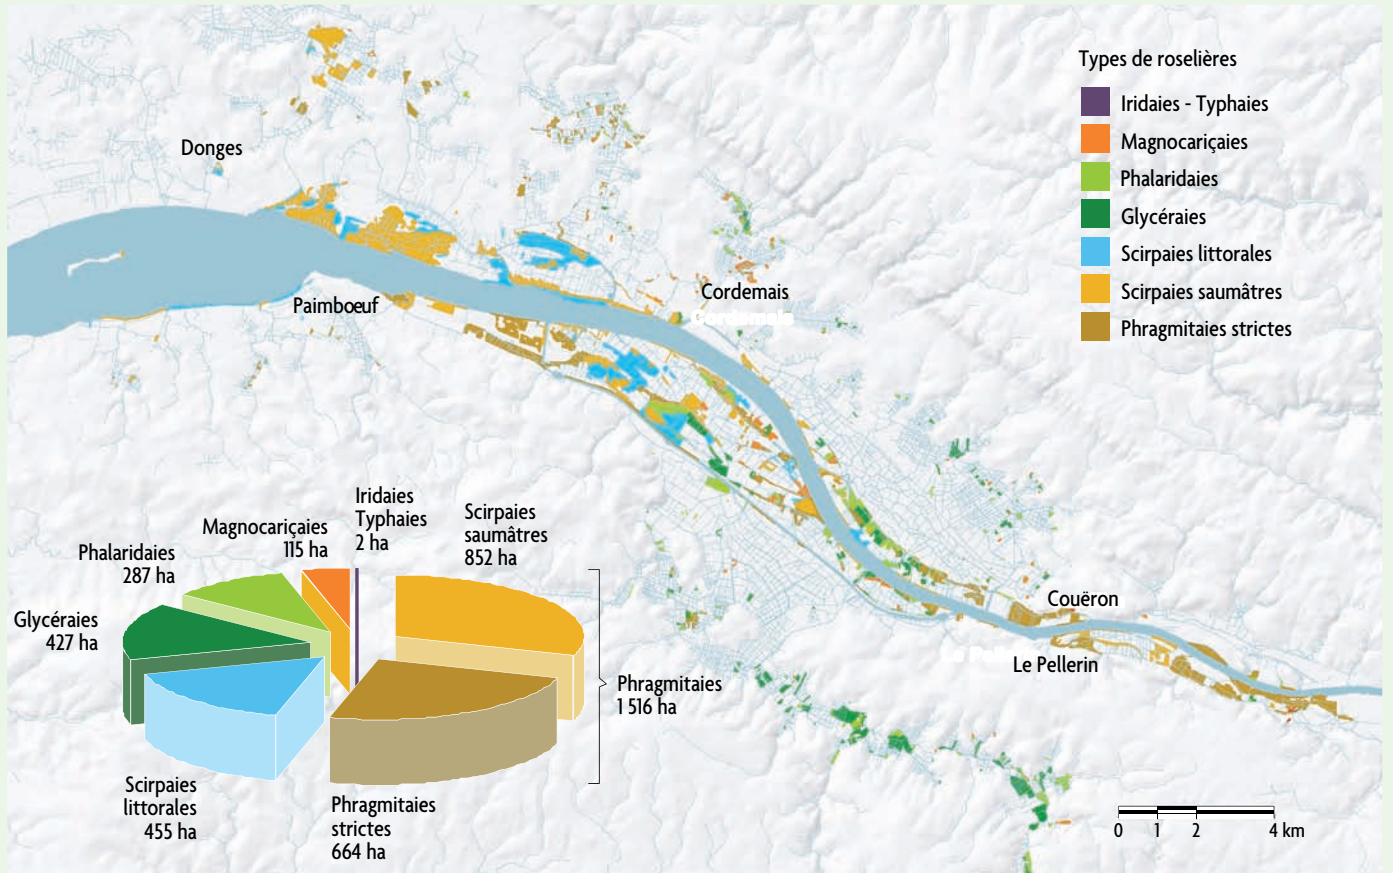 Types de roselières
Iridaies - Typhaies
Magnocariçaies
Phalaridaies
Glycéraies
Scirpaies littorales
Scirpaies saumâtres
Phragmitaies strictes
Donges
Paimbœuf
Cordemais
Cordemais
Couëron
Le Pellerin
Iridaies
Typhaies
2 ha
Magnocariçaies
115 ha
Phalaridaies
287 ha
Glycéraies
427 ha
Scirpaies
littorales
455 ha
Phragmitaies
strictes
664 ha
Scirpaies
saumâtres
852 ha
Phragmitaies
1 516 ha
0 1 2 4 km